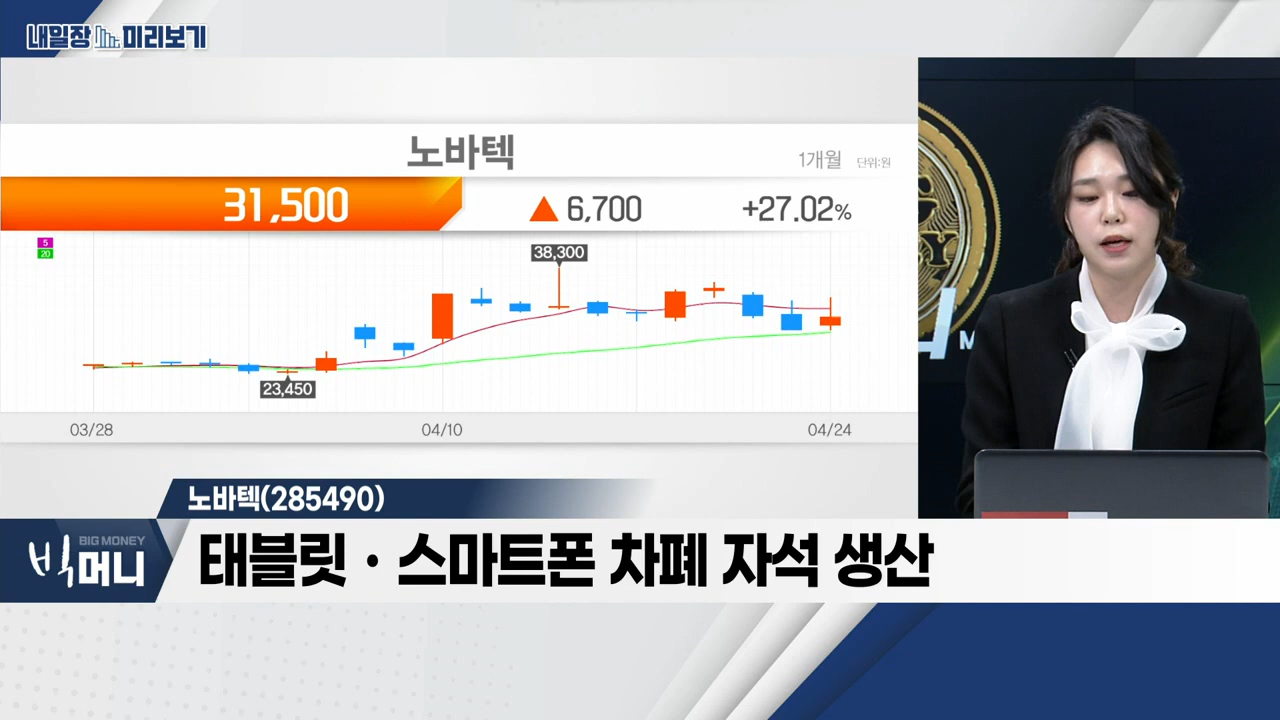 내일장 미리보기
노바텍
1개월 단위:원
31,500 ▲ 6,700 +27.02%
5
20
38,300
23,450
03/28 04/10 04/24
노바텍(285490)
BIG MONEY
빅머니
태블릿·스마트폰 차폐 자석 생산